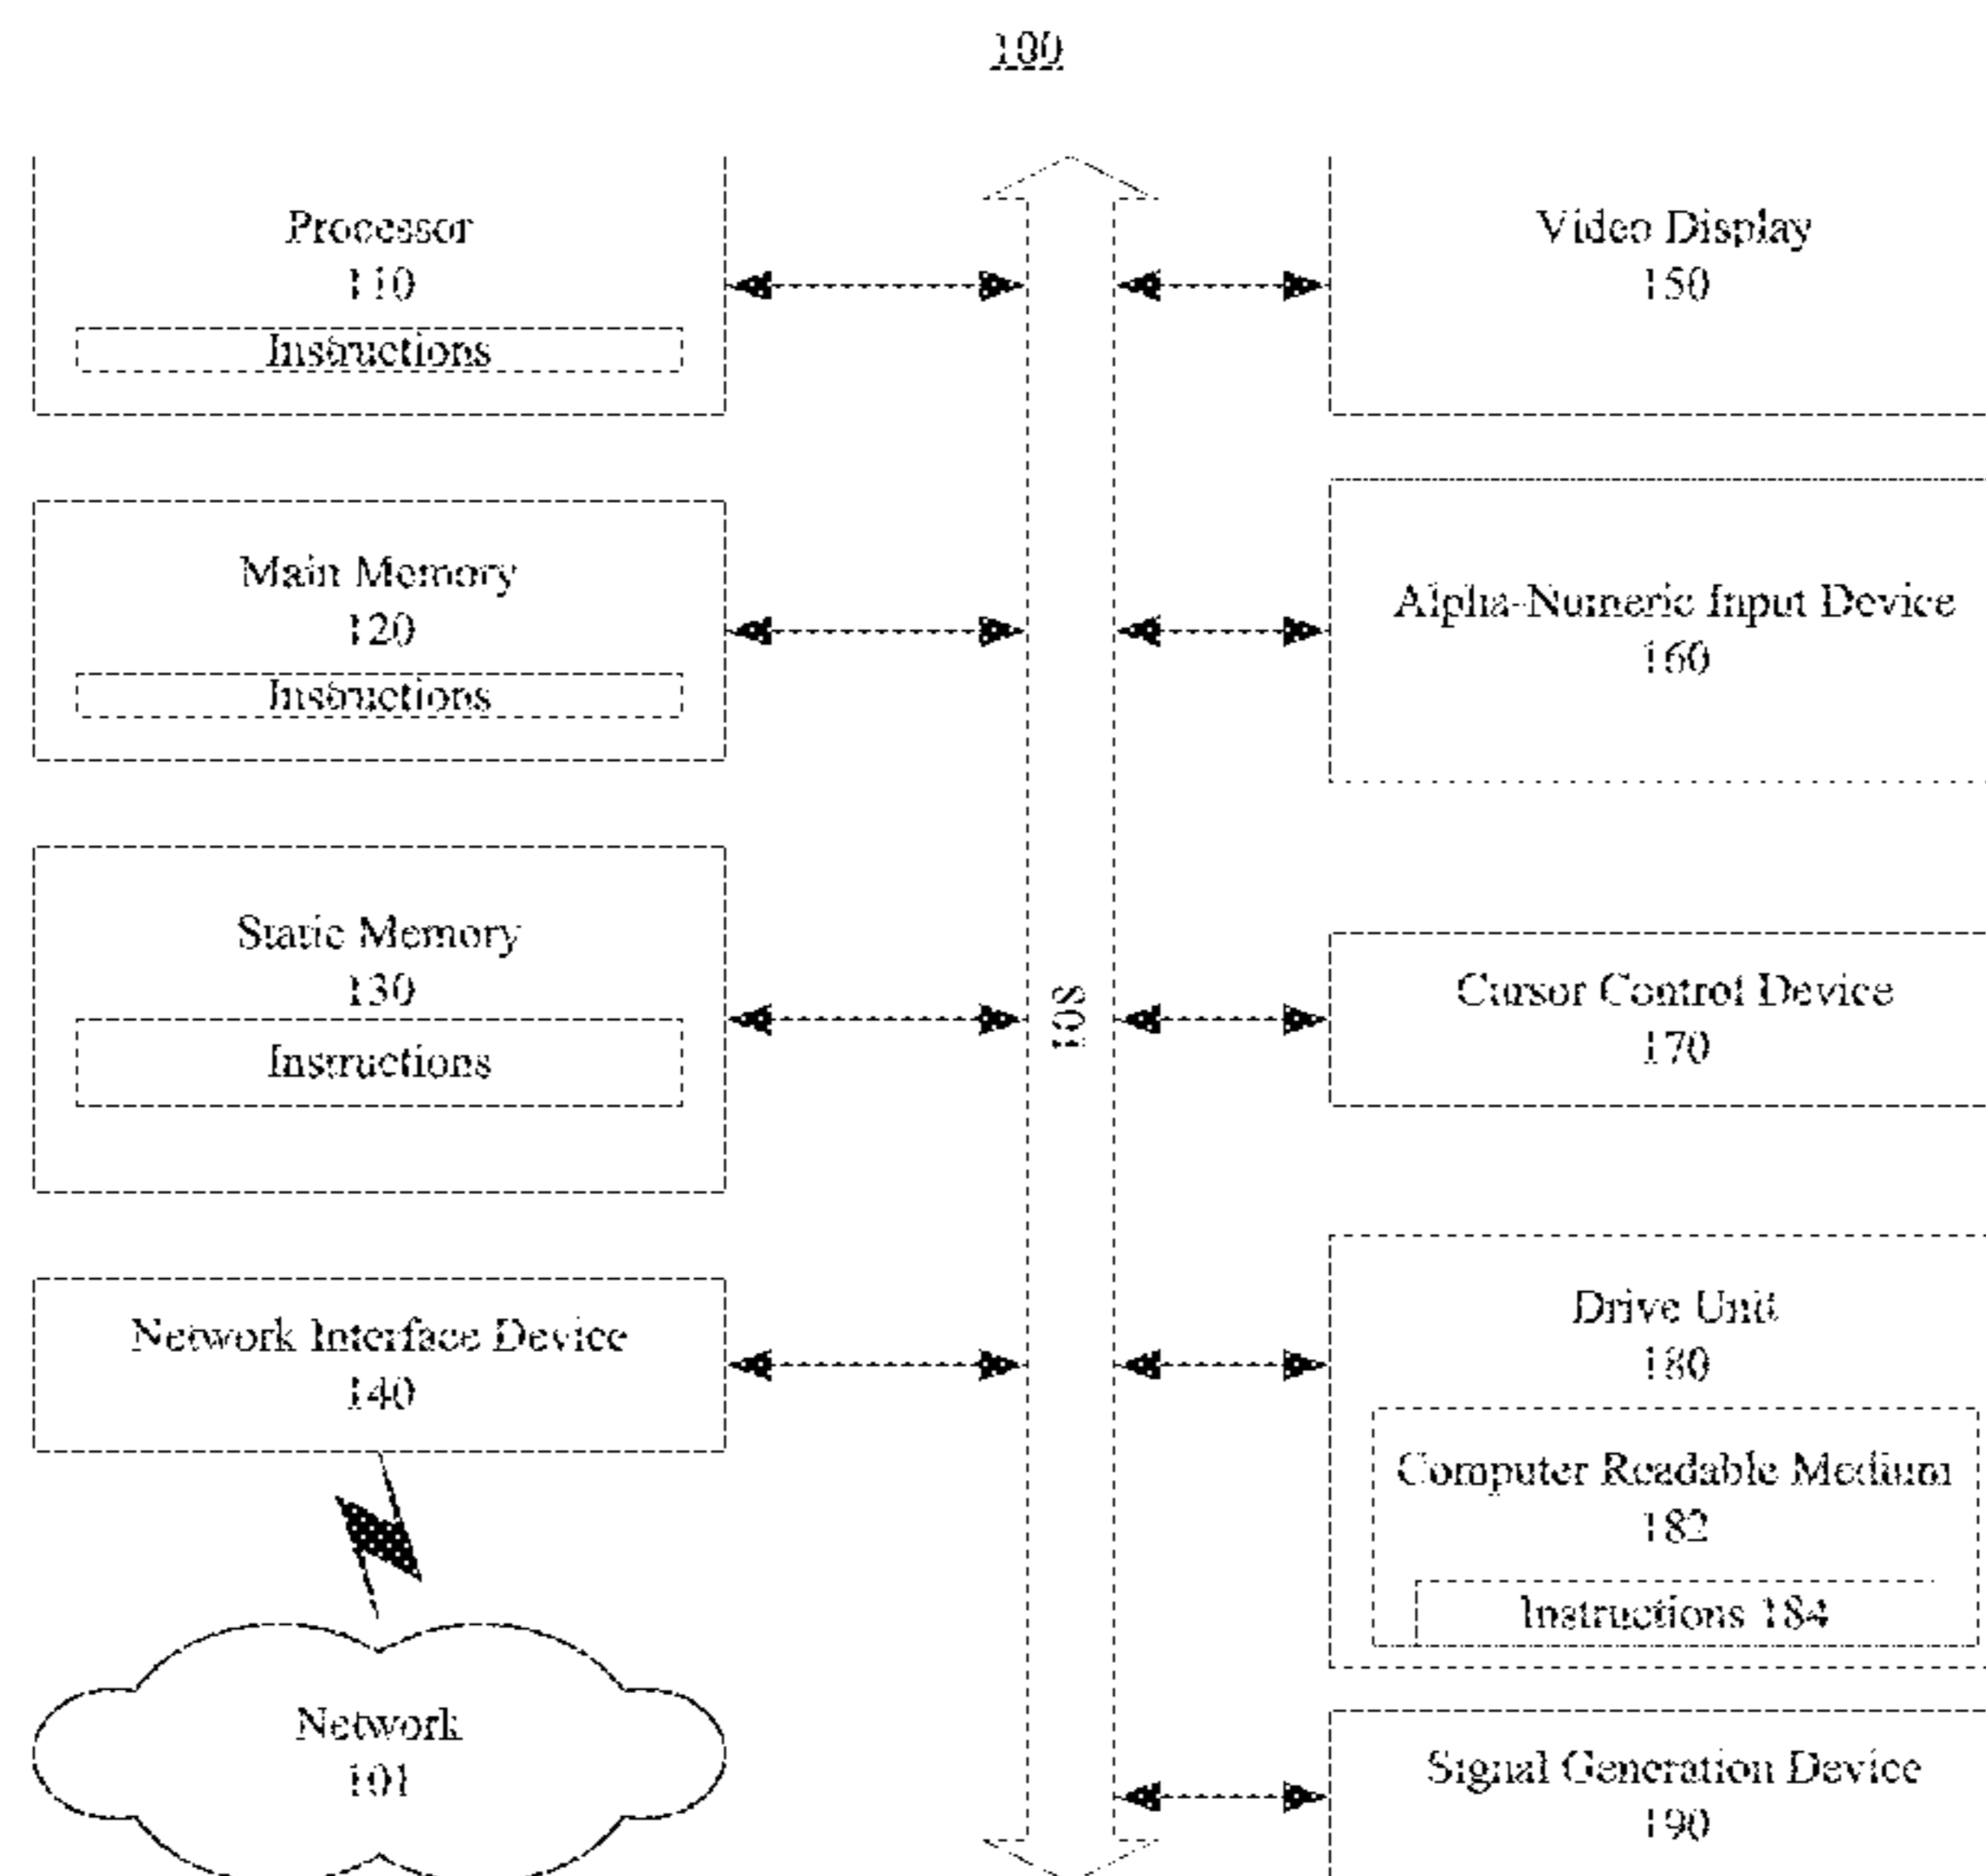 100
Processor
110
Instructions
Main Memory
120
Instructions
Static Memory
130
Instructions
Network Interface Device
140
Network
101
108
Video Display
150
Alpha-Numeric Input Device
160
Cursor Control Device
170
Drive Unit
180
Computer Readable Medium
182
Instructions 184
Signal Generation Device
190